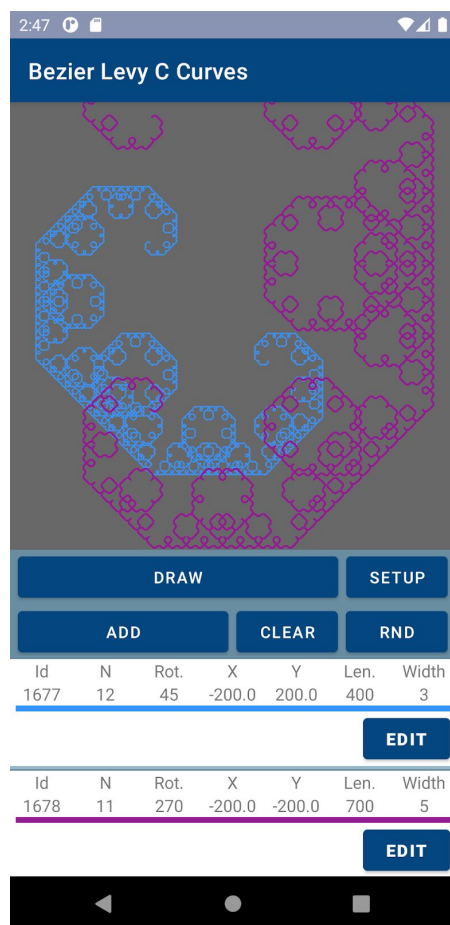 2:47
Bezier Levy C Curves
DRAW SETUP
ADD CLEAR RND
Id N Rot. X Y Len. Width
1677 12 45 -200.0 200.0 400 3
EDIT
Id N Rot. X Y Len. Width
1678 11 270 -200.0 -200.0 700 5
EDIT